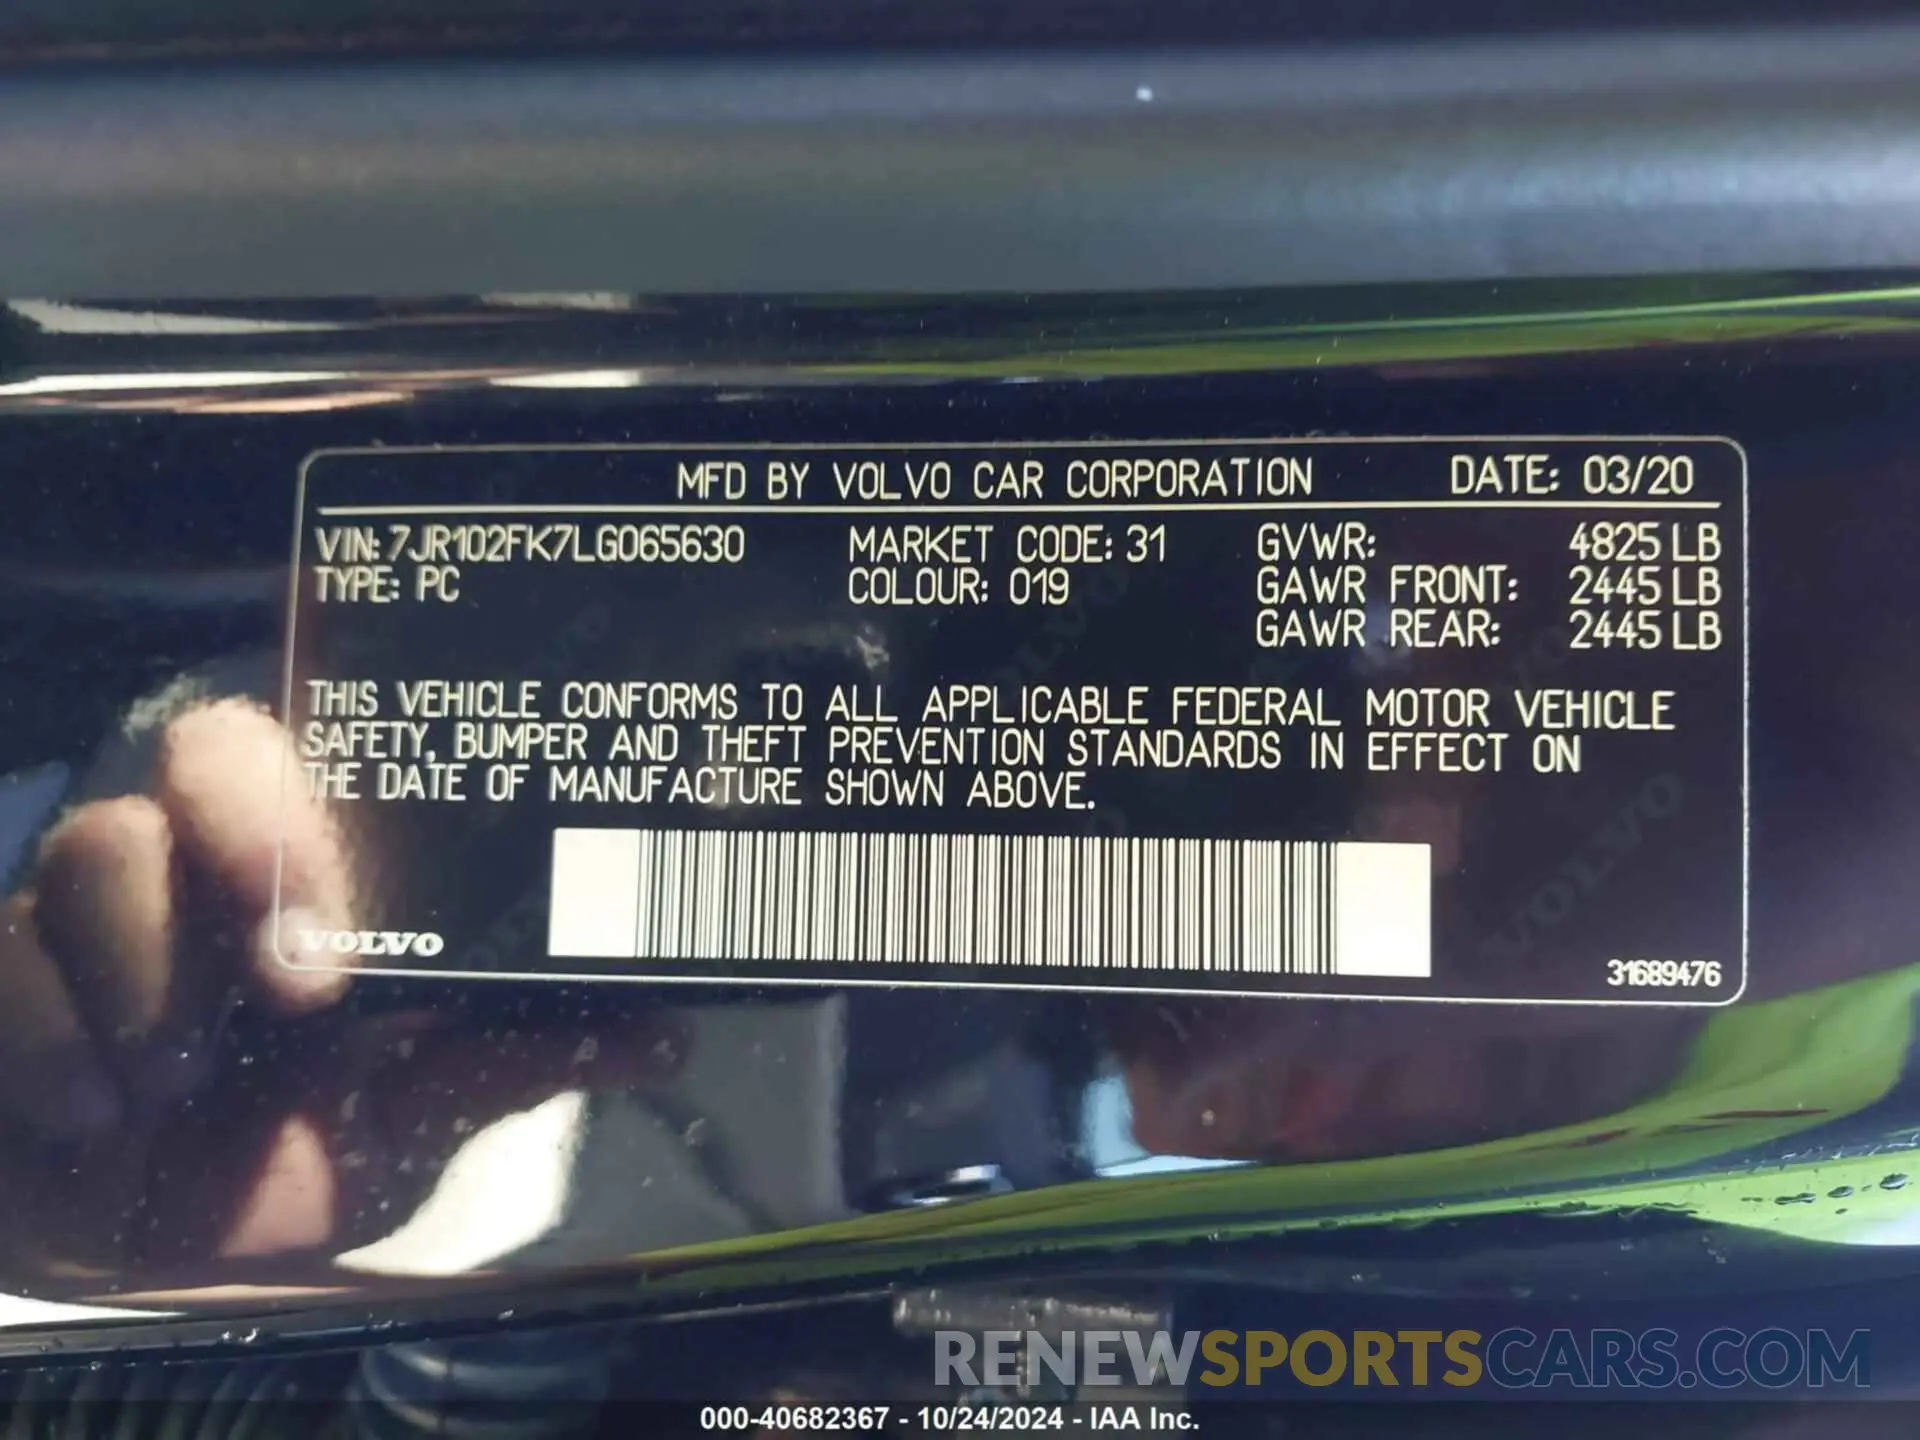 MFD BY VOLVO CAR CORPORATION DATE: 03/20
VIN: 7JR102FK7LG065630 MARKET CODE: 31 GVWR: 4825 LB
TYPE: PC COLOUR: 019 GAWR FRONT: 2445 LB
GAWR REAR: 2445 LB
THIS VEHICLE CONFORMS TO ALL APPLICABLE FEDERAL MOTOR VEHICLE
SAFETY, BUMPER AND THEFT PREVENTION STANDARDS IN EFFECT ON
THE DATE OF MANUFACTURE SHOWN ABOVE.
VOLVO
31689476
RENEWSPORTSCARS.COM
000-40682367 - 10/24/2024 - IAA Inc.